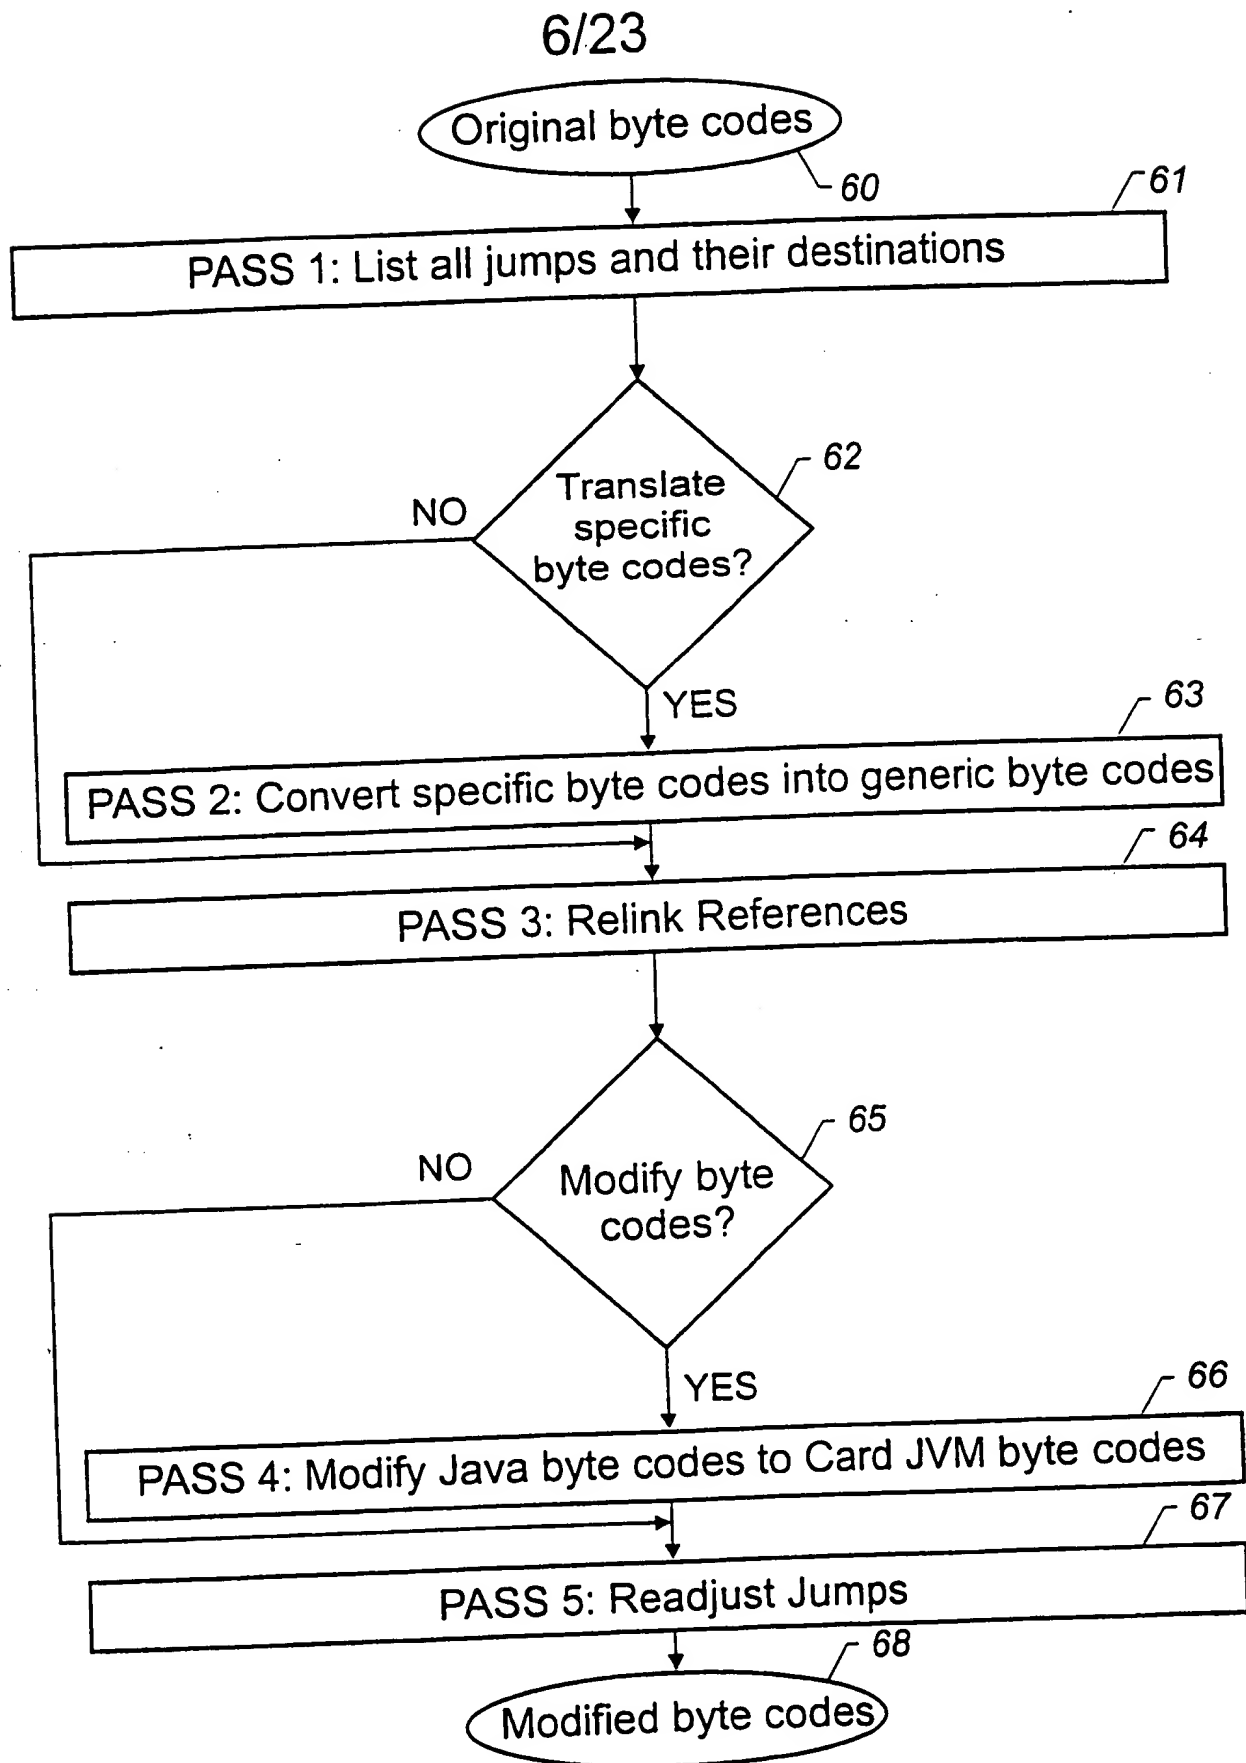 6/23
Original byte codes
60
61
PASS 1: List all jumps and their destinations
62
Translate
specific
byte codes?
NO
YES
63
PASS 2: Convert specific byte codes into generic byte codes
64
PASS 3: Relink References
65
NO
Modify byte
codes?
YES
66
PASS 4: Modify Java byte codes to Card JVM byte codes
67
PASS 5: Readjust Jumps
68
Modified byte codes